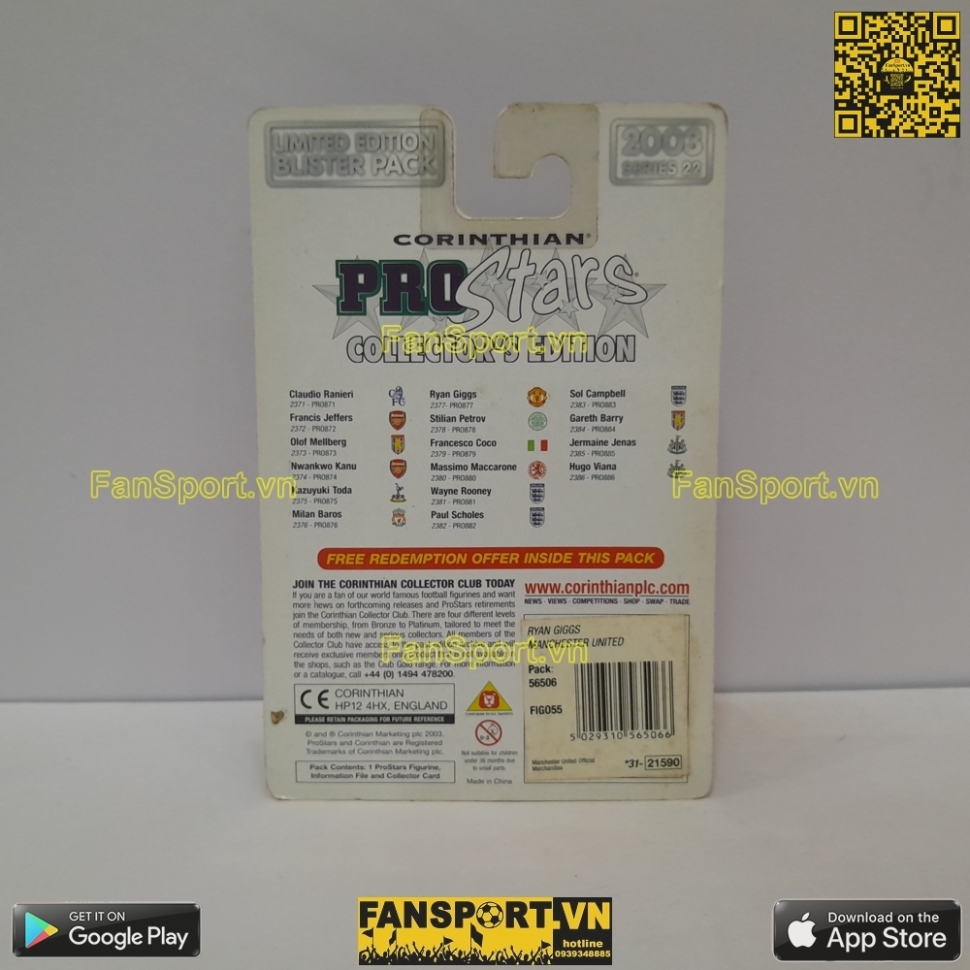 LIMITED EDITION
BLISTER PACK
2003
SERIES 22
CORINTHIAN®
PROStars®
COLLECTOR'S EDITION
FanSport.vn
Claudio Ranieri
2371 - PRO871
Francis Jeffers
2372 - PRO872
Olof Mellberg
2373 - PRO873
Nwankwo Kanu
2374 - PRO874
Kazuyuki Toda
2375 - PRO875
Milan Baros
2376 - PRO876
Ryan Giggs
2377- PRO877
Stilian Petrov
2378 - PRO878
Francesco Coco
2379 - PRO879
Massimo Maccarone
2380 - PRO880
Wayne Rooney
2381 - PRO881
Paul Scholes
2382 - PRO882
Sol Campbell
2383 - PRO883
Gareth Barry
2384 - PRO884
Jermaine Jenas
2385 - PRO885
Hugo Viana
2386 - PRO886
FanSport.vn
FanSport.vn
FREE REDEMPTION OFFER INSIDE THIS PACK
JOIN THE CORINTHIAN COLLECTOR CLUB TODAY
If you are a fan of our world famous football figurines and want
more news on forthcoming releases and ProStars retirements
join the Corinthian Collector Club. There are four different levels
of membership, from Bronze to Platinum, tailored to meet the
needs of both new and serious collectors. All members of the
Collector Club have access to
receive exclusive member only product
the shops, such as the Club Gold range. For more information
or a catalogue, call +44 (0) 1494 478200.
CE CORINTHIAN
HP12 4HX, ENGLAND
PLEASE RETAIN PACKAGING FOR FUTURE REFERENCE
© and ® Corinthian Marketing plc 2003.
ProStars and Corinthian are Registered
Trademarks of Corinthian Marketing plc.
Pack Contents: 1 ProStars Figurine,
Information File and Collector Card
0-3
Not suitable for children
under 36 months due
to small parts.
Made in China
www.corinthianplc.com
NEWS · VIEWS · COMPETITIONS · SHOP · SWAP · TRADE
RYAN GIGGS
MANCHESTER UNITED
FanSport.vn
Pack:
56506
FIG055
5 029310 565066
Manchester United Official
Merchandise
*31- 21590
GET IT ON
Google Play
FANSPORT.VN
hotline
0939348885
Download on the
App Store